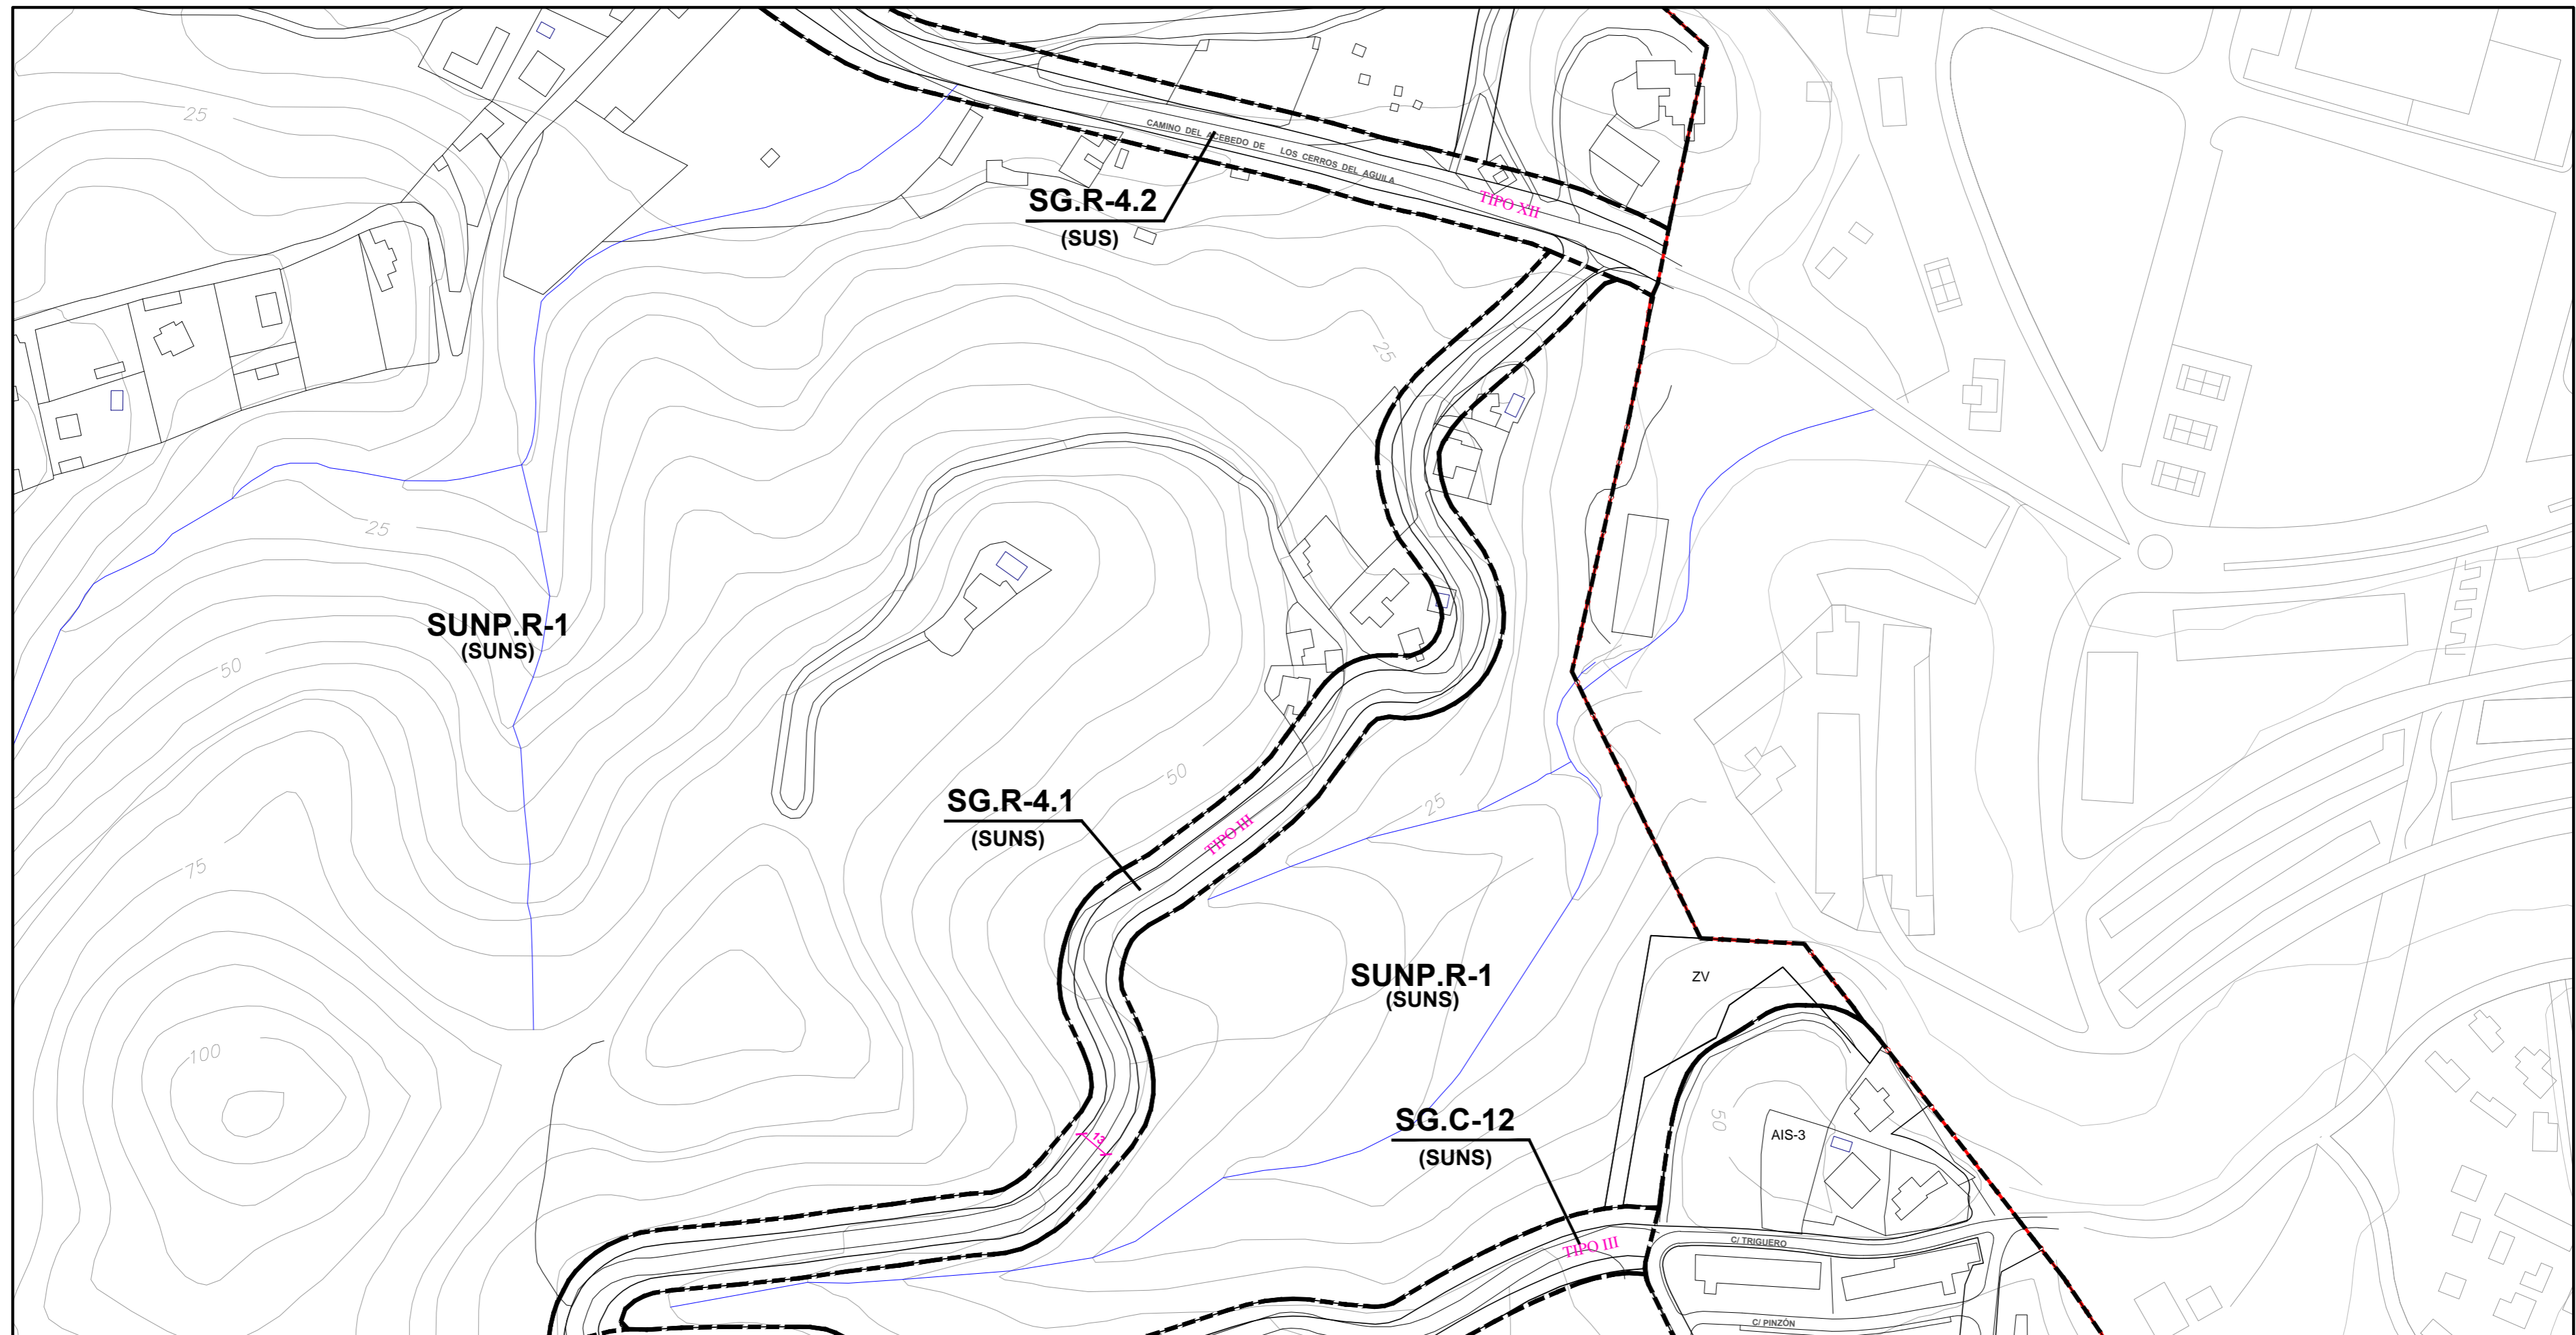 25
CAMINO DEL ACEBEDO DE LOS CERROS DEL AGUILA
SG.R-4.2
(SUS)
TIPO XII
25
25
SUNP.R-1
(SUNS)
50
50
SG.R-4.1
(SUNS)
25
TIPO III
75
SUNP.R-1
(SUNS)
ZV
100
SG.C-12
(SUNS)
50
AIS-3
13
TIPO III
C/ TRIGUERO
C/ PINZÓN